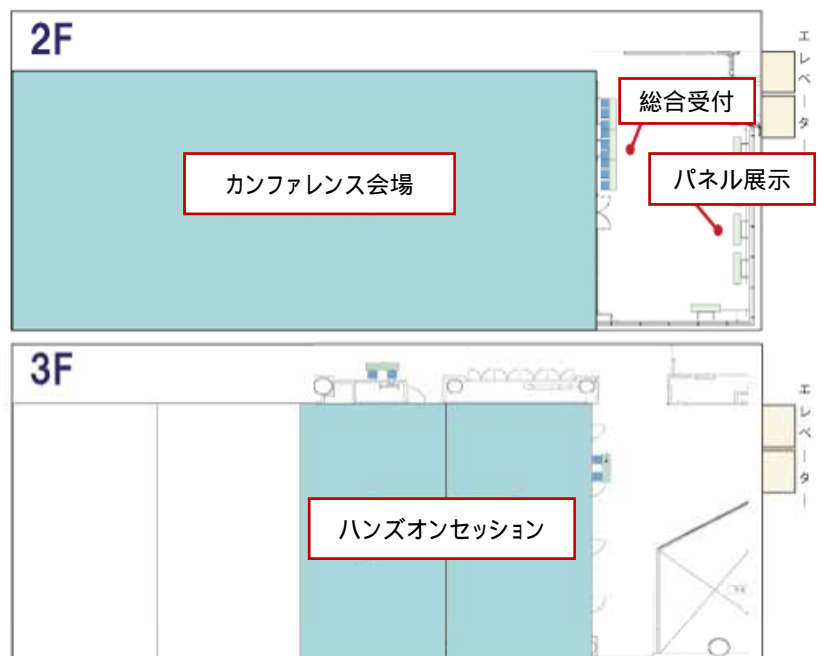 2F
エレベーター
総合受付
パネル展示
カンファレンス会場
3F
エレベーター
ハンズオンセッション